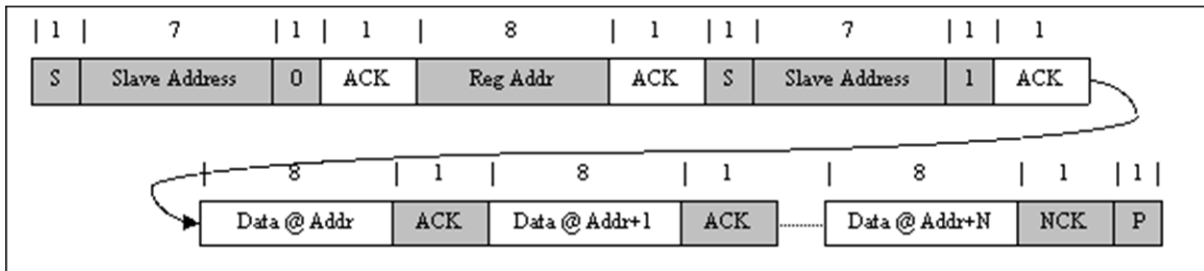 | 1 | 7 | 1 | 1 | 8 | 1 | 1 | 7 | 1 | 1
S Slave Address 0 ACK Reg Addr ACK S Slave Address 1 ACK
| 8 | 1 | 8 | 1 | 8 | 1 | 1 |
Data @ Addr ACK Data @ Addr+1 ACK ........ Data @ Addr+N NCK P